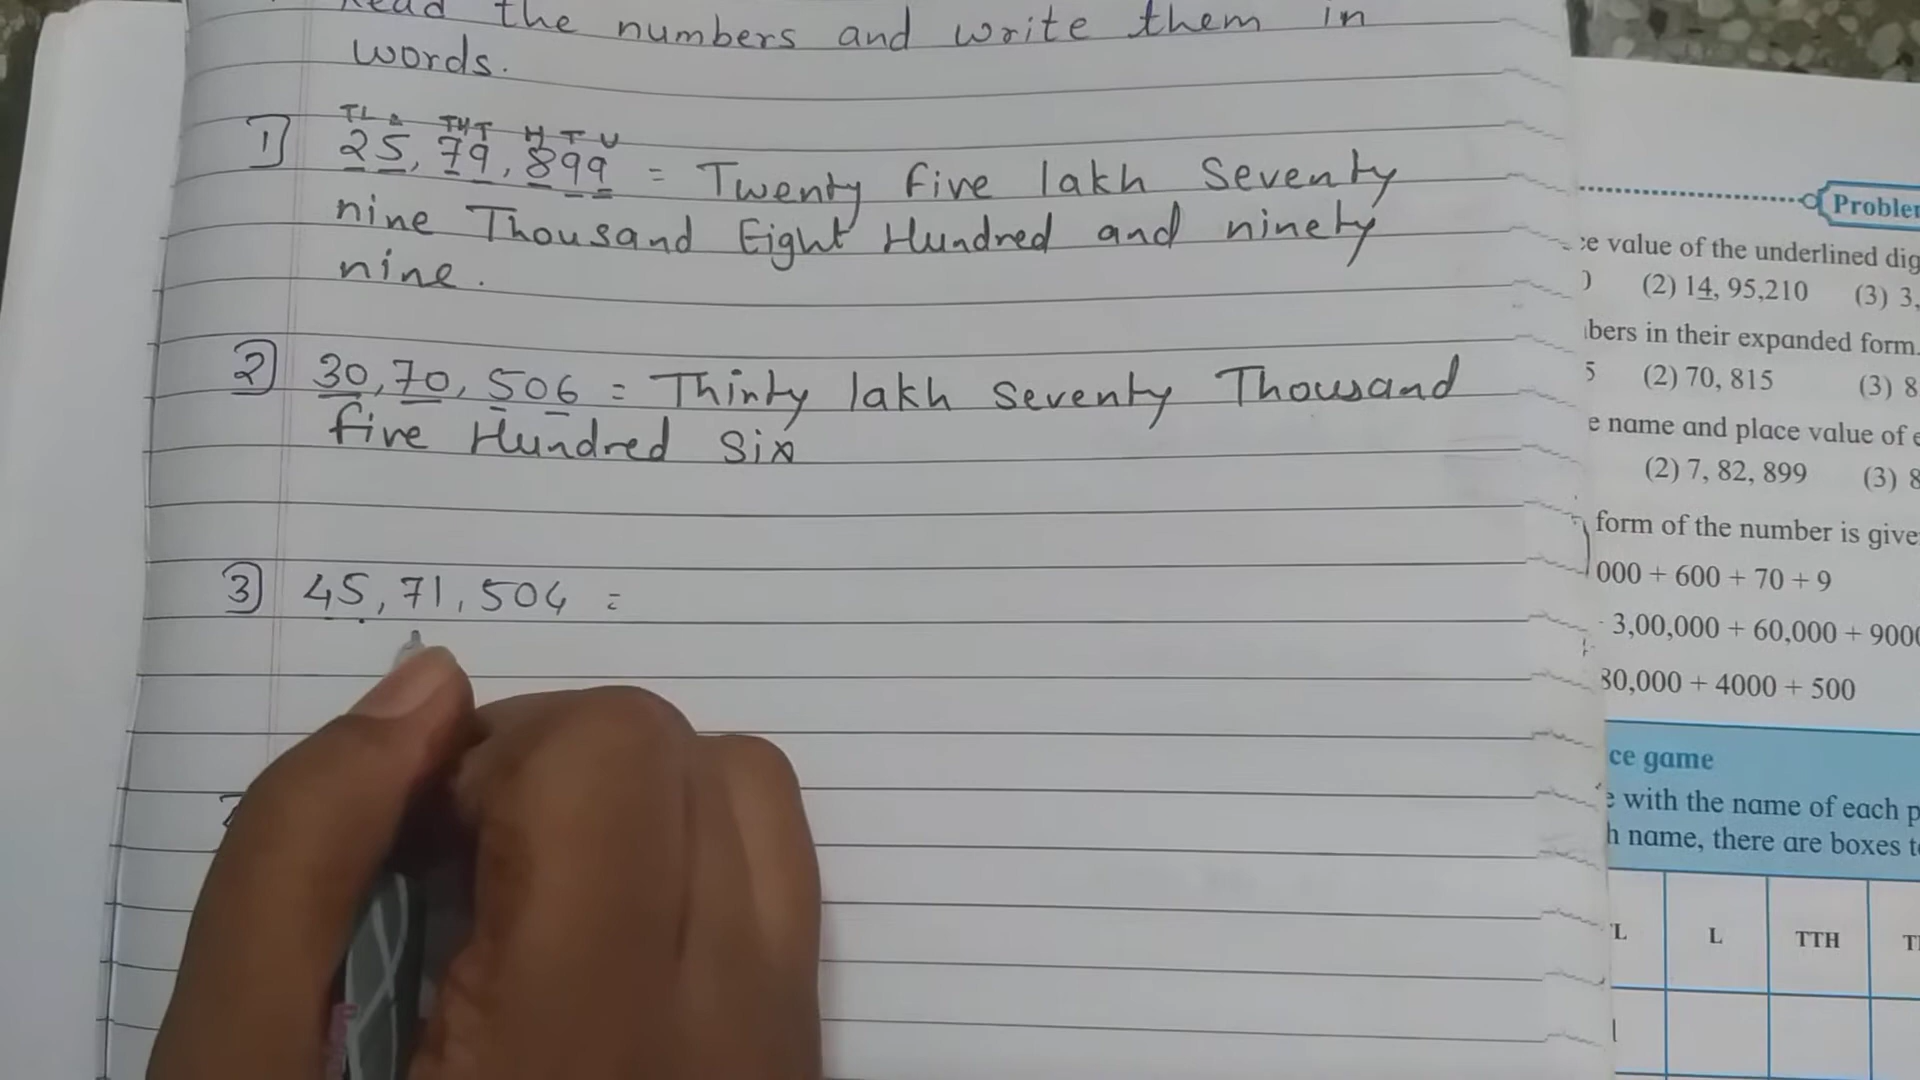 Read the numbers and write them in
words.
TL L TH T H T U
1] 25, 79, 899 = Twenty five lakh Seventy
nine Thousand Eight Hundred and ninety
nine.
2] 30, 70, 506 = Thinty lakh seventy Thousand
five Hundred Six
3] 45, 71, 504 =
Problem
ce value of the underlined dig
) (2) 14, 95,210 (3) 3,
bers in their expanded form.
5 (2) 70, 815 (3) 8
e name and place value of e
(2) 7, 82, 899 (3) 8
form of the number is give
000 + 600 + 70 + 9
3,00,000 + 60,000 + 9000
80,000 + 4000 + 500
ce game
e with the name of each p
h name, there are boxes t
L L TTH T